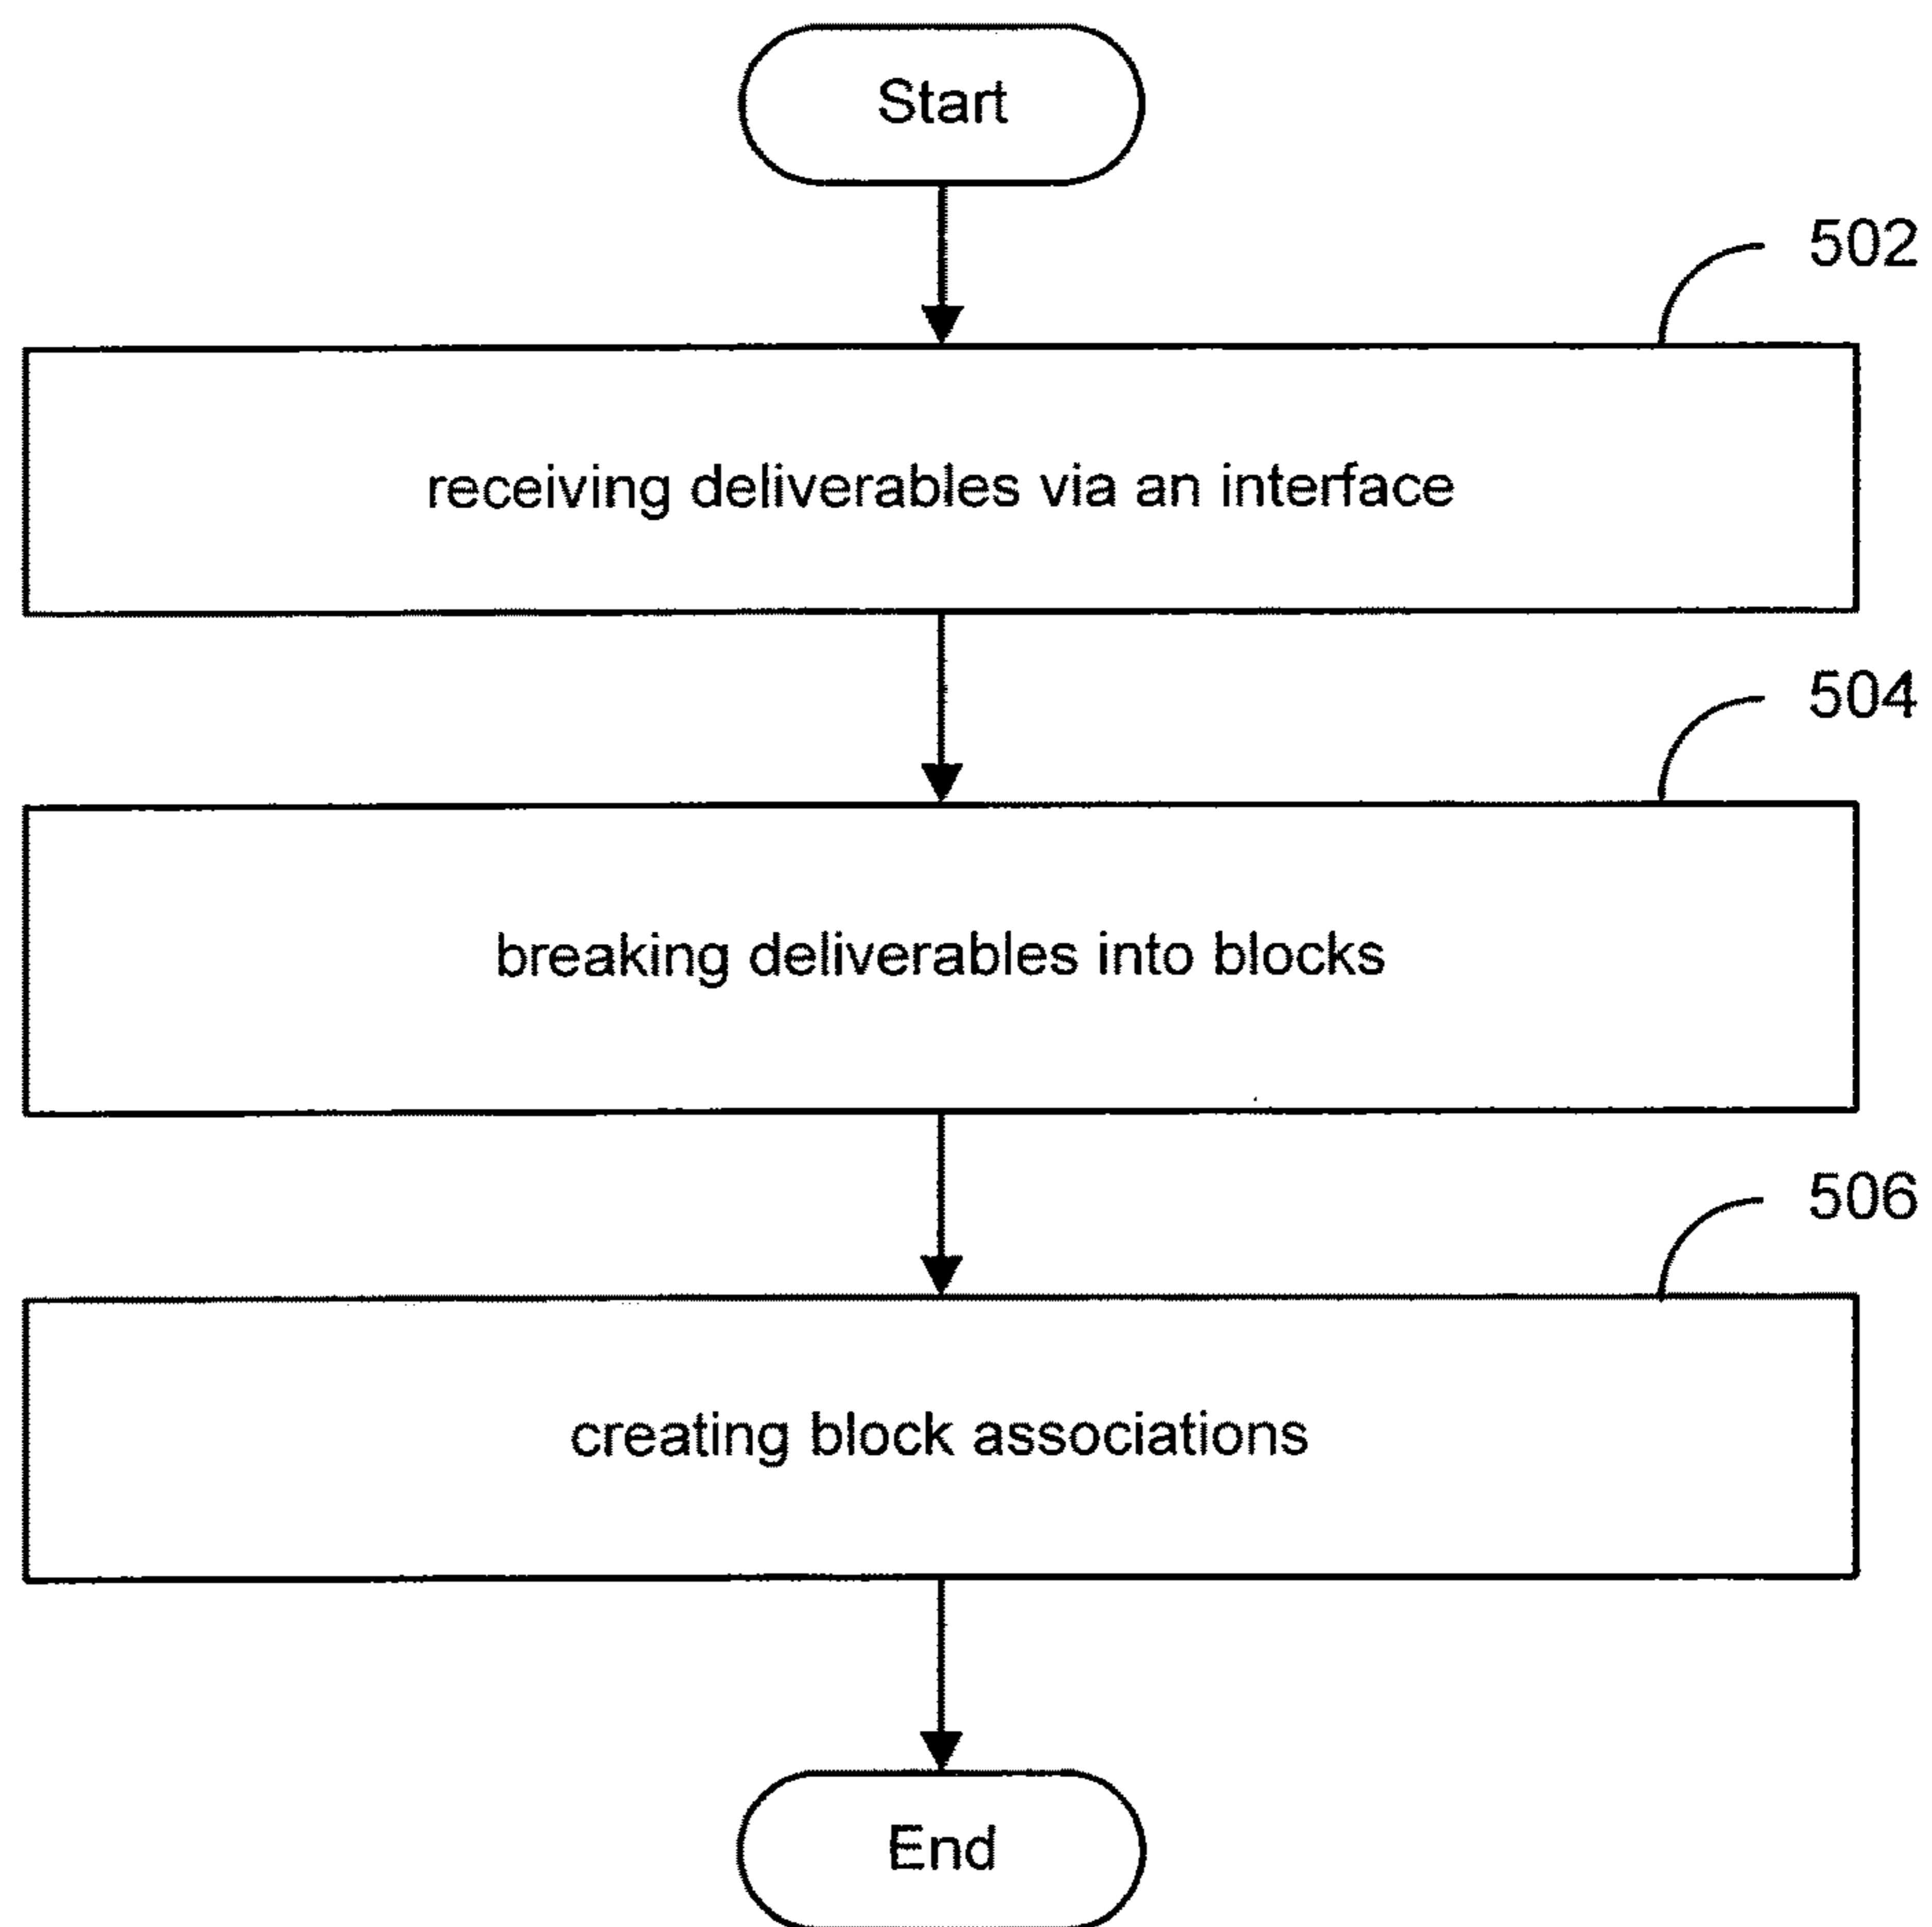 Start
502
receiving deliverables via an interface
504
breaking deliverables into blocks
506
creating block associations
End